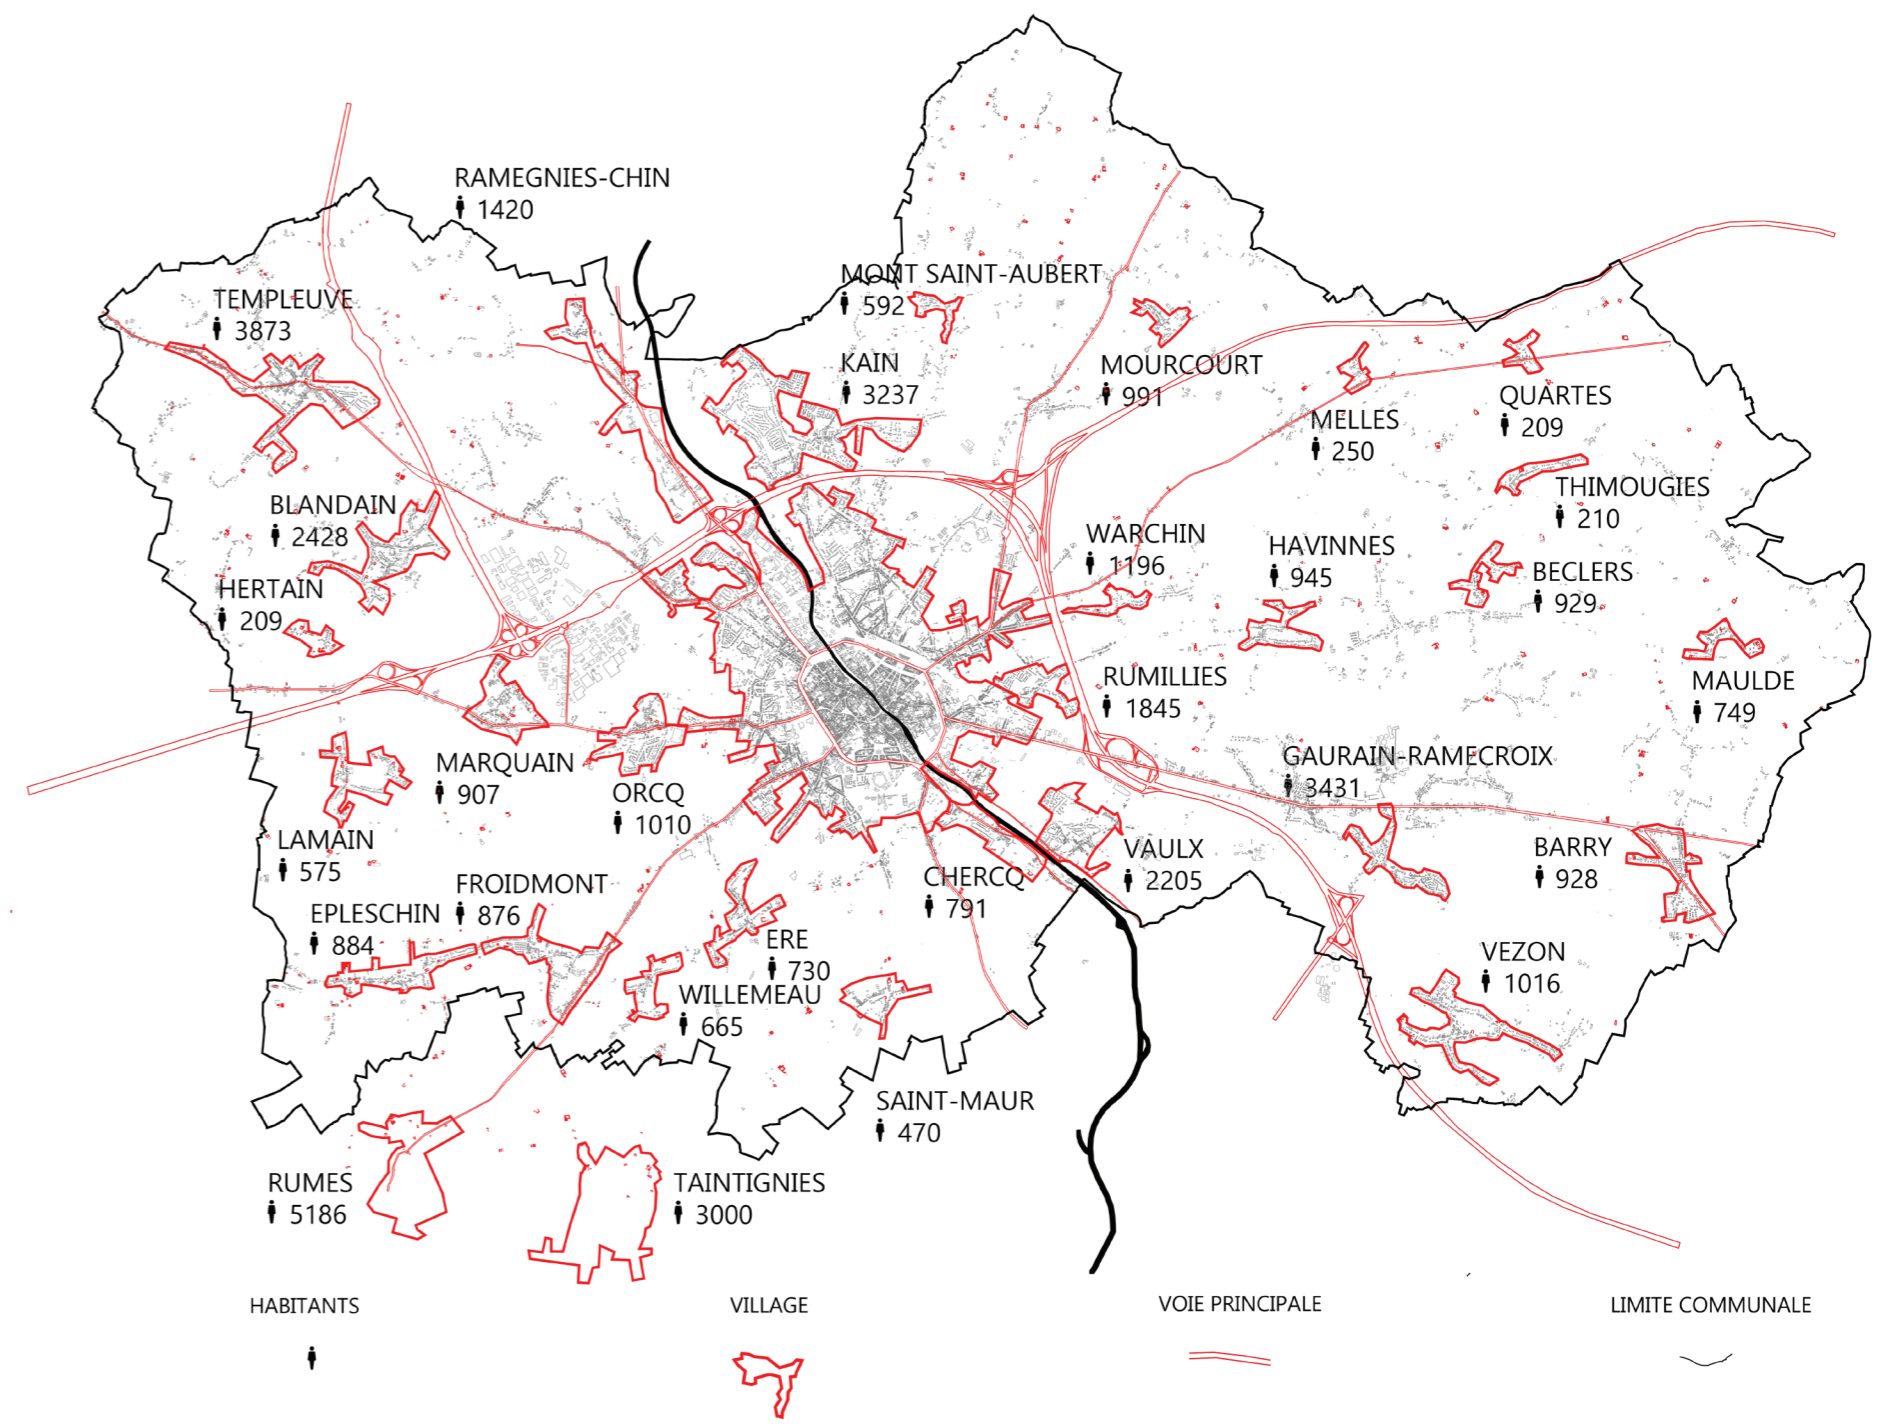 RAMEGNIES-CHIN
1420
MONT SAINT-AUBERT
592
TEMPLEUVE
3873
KAIN
3237
MOURCOURT
991
QUARTES
209
MELLES
250
THIMOUGIES
210
BLANDAIN
2428
WARCHIN
1196
HAVINNES
945
BECLERS
929
HERTAIN
209
RUMILLIES
1845
MAULDE
749
MARQUAIN
907
GAURAIN-RAMECROIX
3431
ORCQ
1010
LAMAIN
575
VAULX
2205
BARRY
928
CHERCQ
791
FROIDMONT
876
EPLESCHIN
884
ERE
730
VEZON
1016
WILLEMEAU
665
SAINT-MAUR
470
RUMES
5186
TAINTIGNIES
3000
HABITANTS
VILLAGE
VOIE PRINCIPALE
LIMITE COMMUNALE